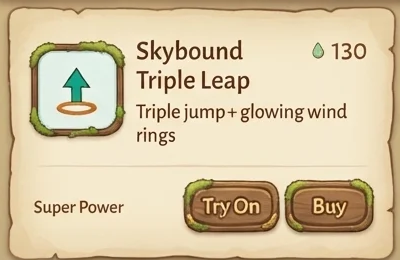 Skybound
Triple Leap
130
Triple jump + glowing wind
rings
Super Power
Try On
Buy